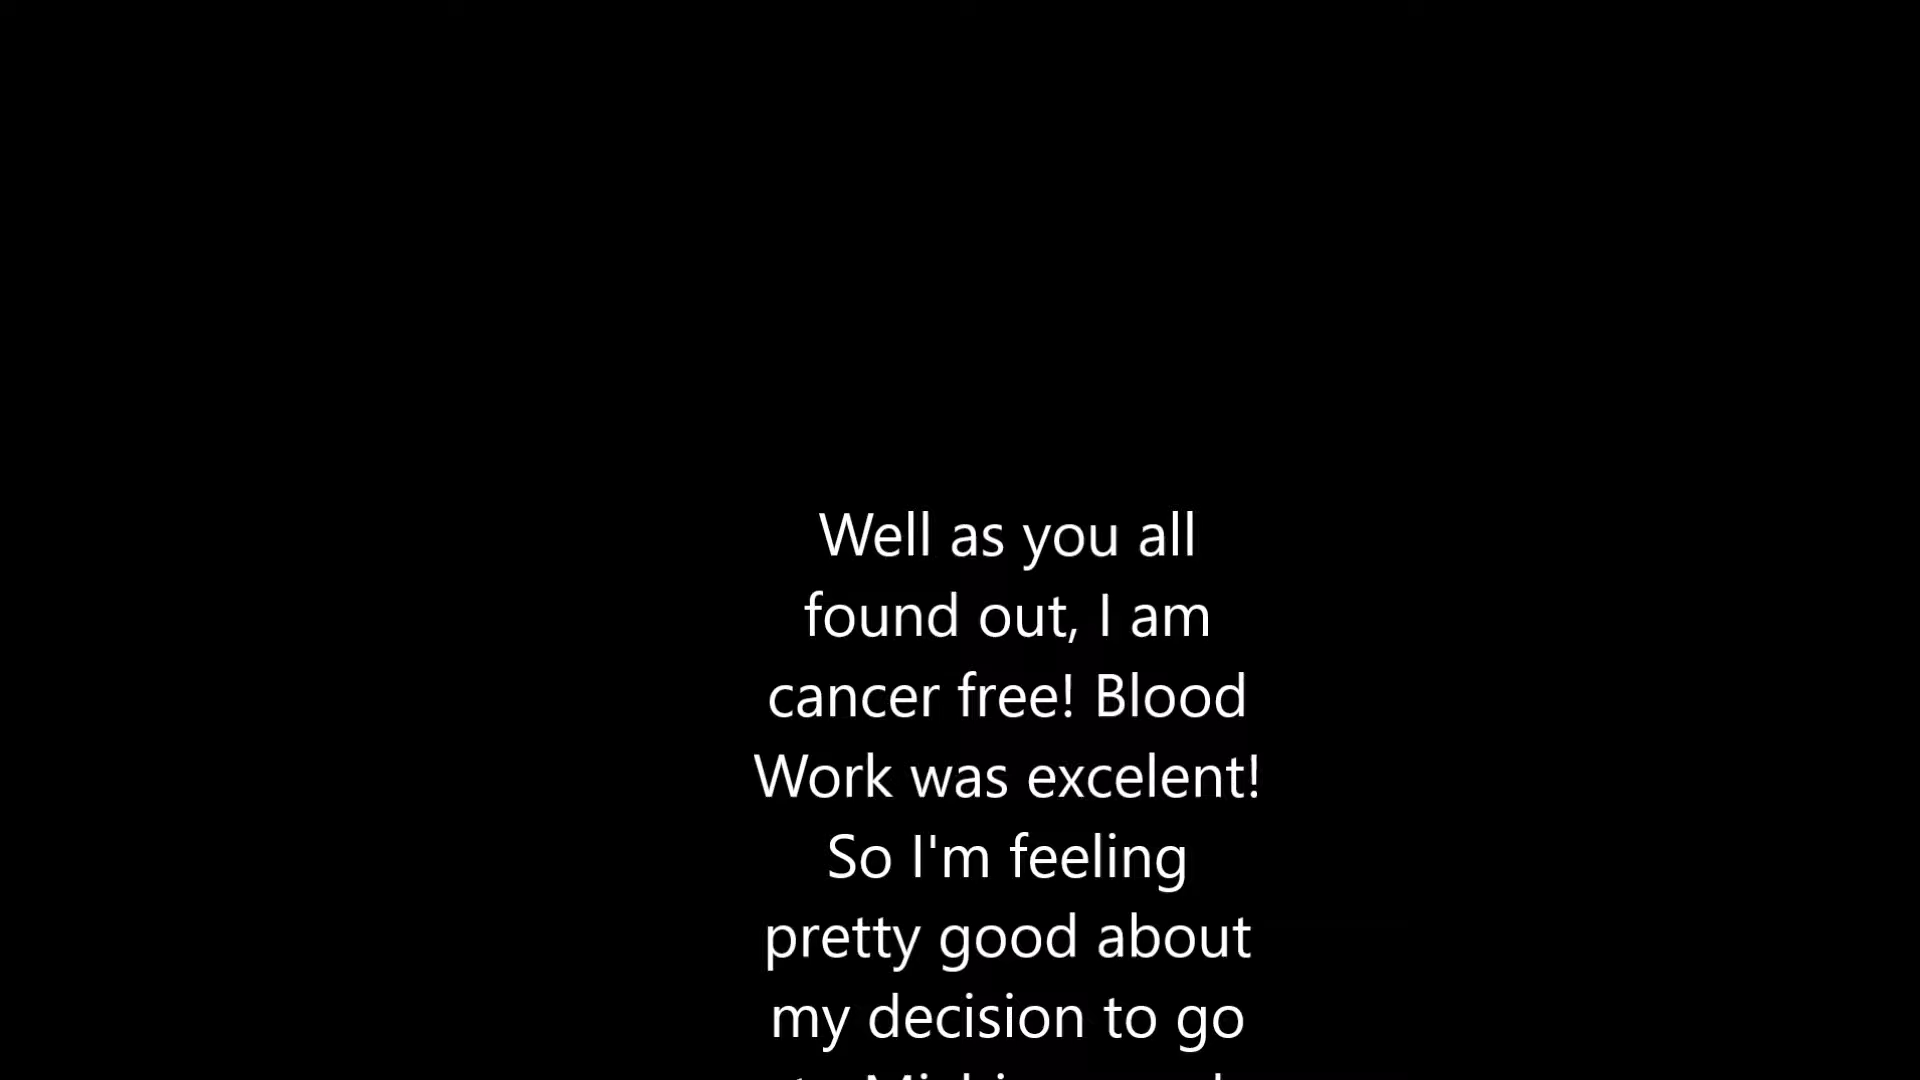 Well as you all
found out, I am
cancer free! Blood
Work was excelent!
So I'm feeling
pretty good about
my decision to go